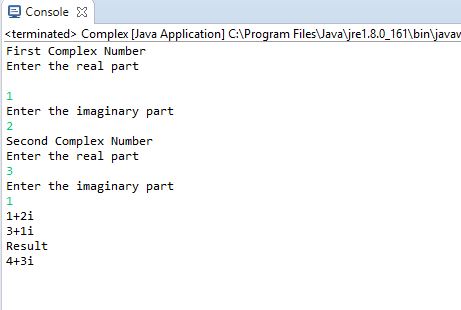 Console
<terminated> Complex [Java Application] C:\Program Files\Java\jre1.8.0_161\bin\javaw
First Complex Number
Enter the real part
1
Enter the imaginary part
2
Second Complex Number
Enter the real part
3
Enter the imaginary part
1
1+2i
3+1i
Result
4+3i